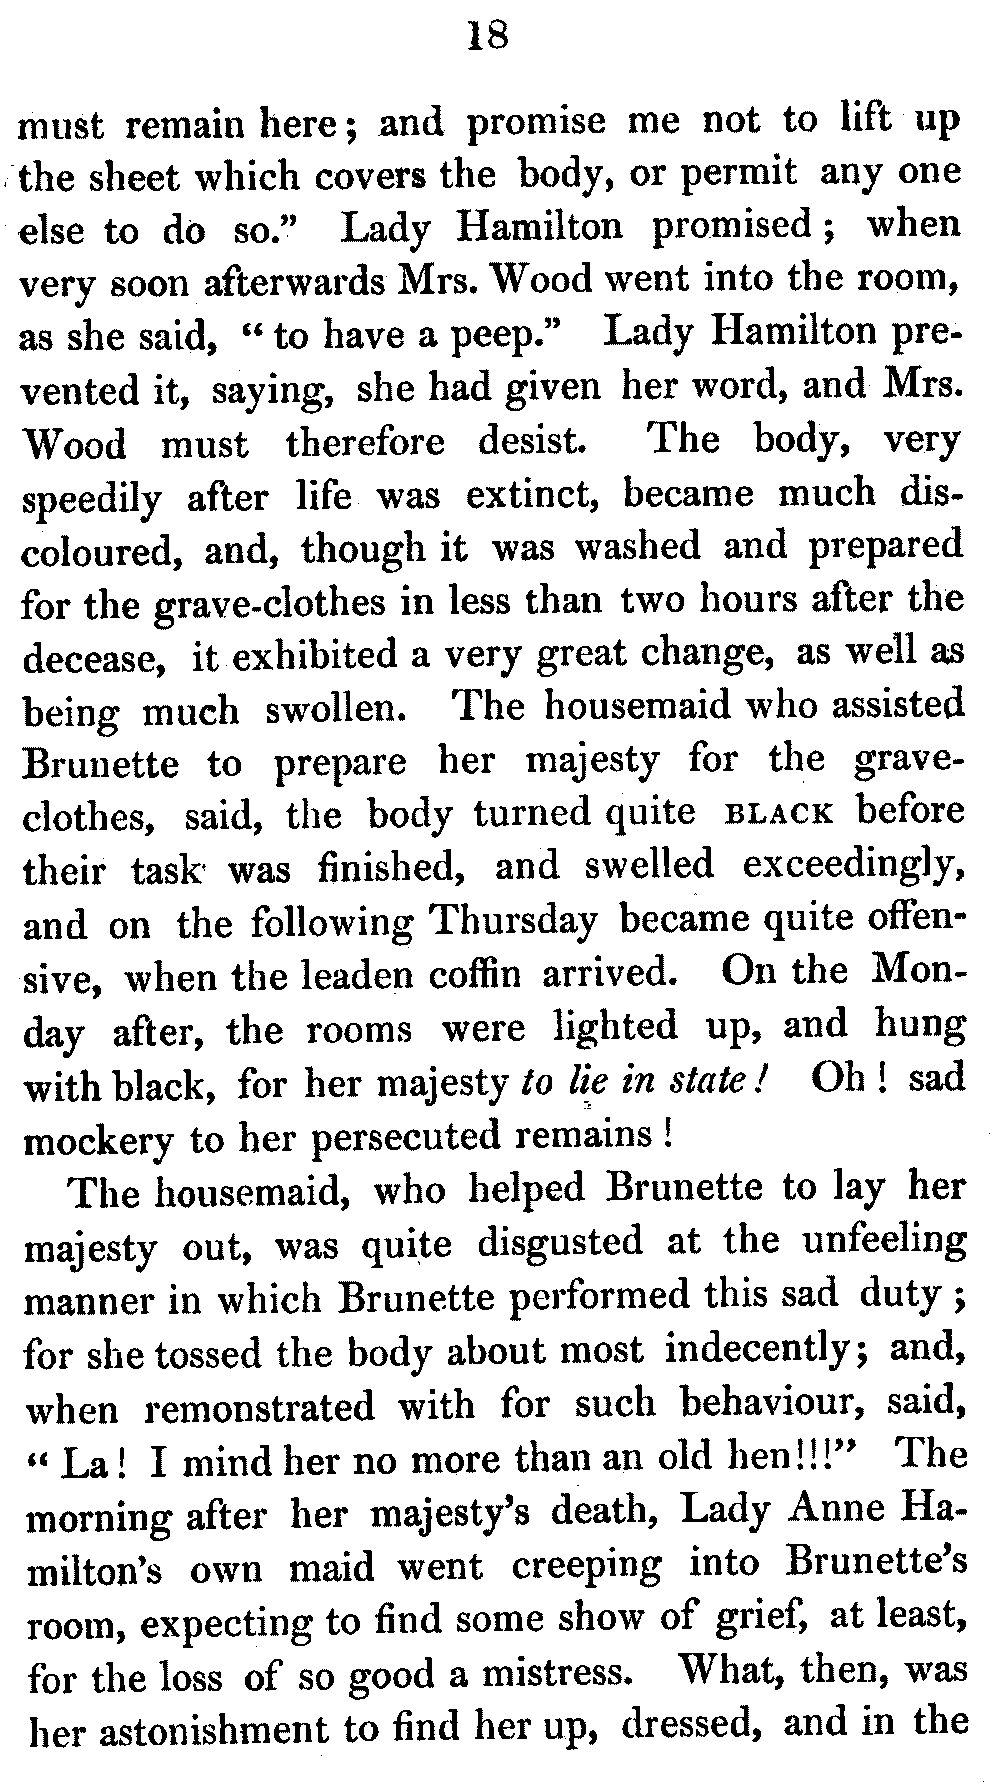 18
must remain here; and promise me not to lift up
the sheet which covers the body, or permit any one
else to do so.” Lady Hamilton promised; when
very soon afterwards Mrs. Wood went into the room,
as she said, “to have a peep.” Lady Hamilton pre-
vented it, saying, she had given her word, and Mrs.
Wood must therefore desist. The body, very
speedily after life was extinct, became much dis-
coloured, and, though it was washed and prepared
for the grave-clothes in less than two hours after the
decease, it exhibited a very great change, as well as
being much swollen. The housemaid who assisted
Brunette to prepare her majesty for the grave-
clothes, said, the body turned quite BLACK before
their task was finished, and swelled exceedingly,
and on the following Thursday became quite offen-
sive, when the leaden coffin arrived. On the Mon-
day after, the rooms were lighted up, and hung
with black, for her majesty to lie in state! Oh! sad
mockery to her persecuted remains!
The housemaid, who helped Brunette to lay her
majesty out, was quite disgusted at the unfeeling
manner in which Brunette performed this sad duty;
for she tossed the body about most indecently; and,
when remonstrated with for such behaviour, said,
“La! I mind her no more than an old hen!!!” The
morning after her majesty’s death, Lady Anne Ha-
milton’s own maid went creeping into Brunette’s
room, expecting to find some show of grief, at least,
for the loss of so good a mistress. What, then, was
her astonishment to find her up, dressed, and in the